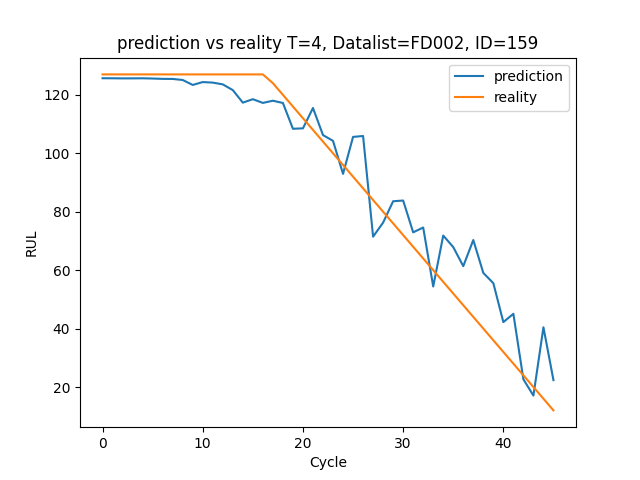 prediction vs reality T=4, Datalist=FD002, ID=159
prediction
reality
RUL
120
100
80
60
40
20
0 10 20 30 40
Cycle